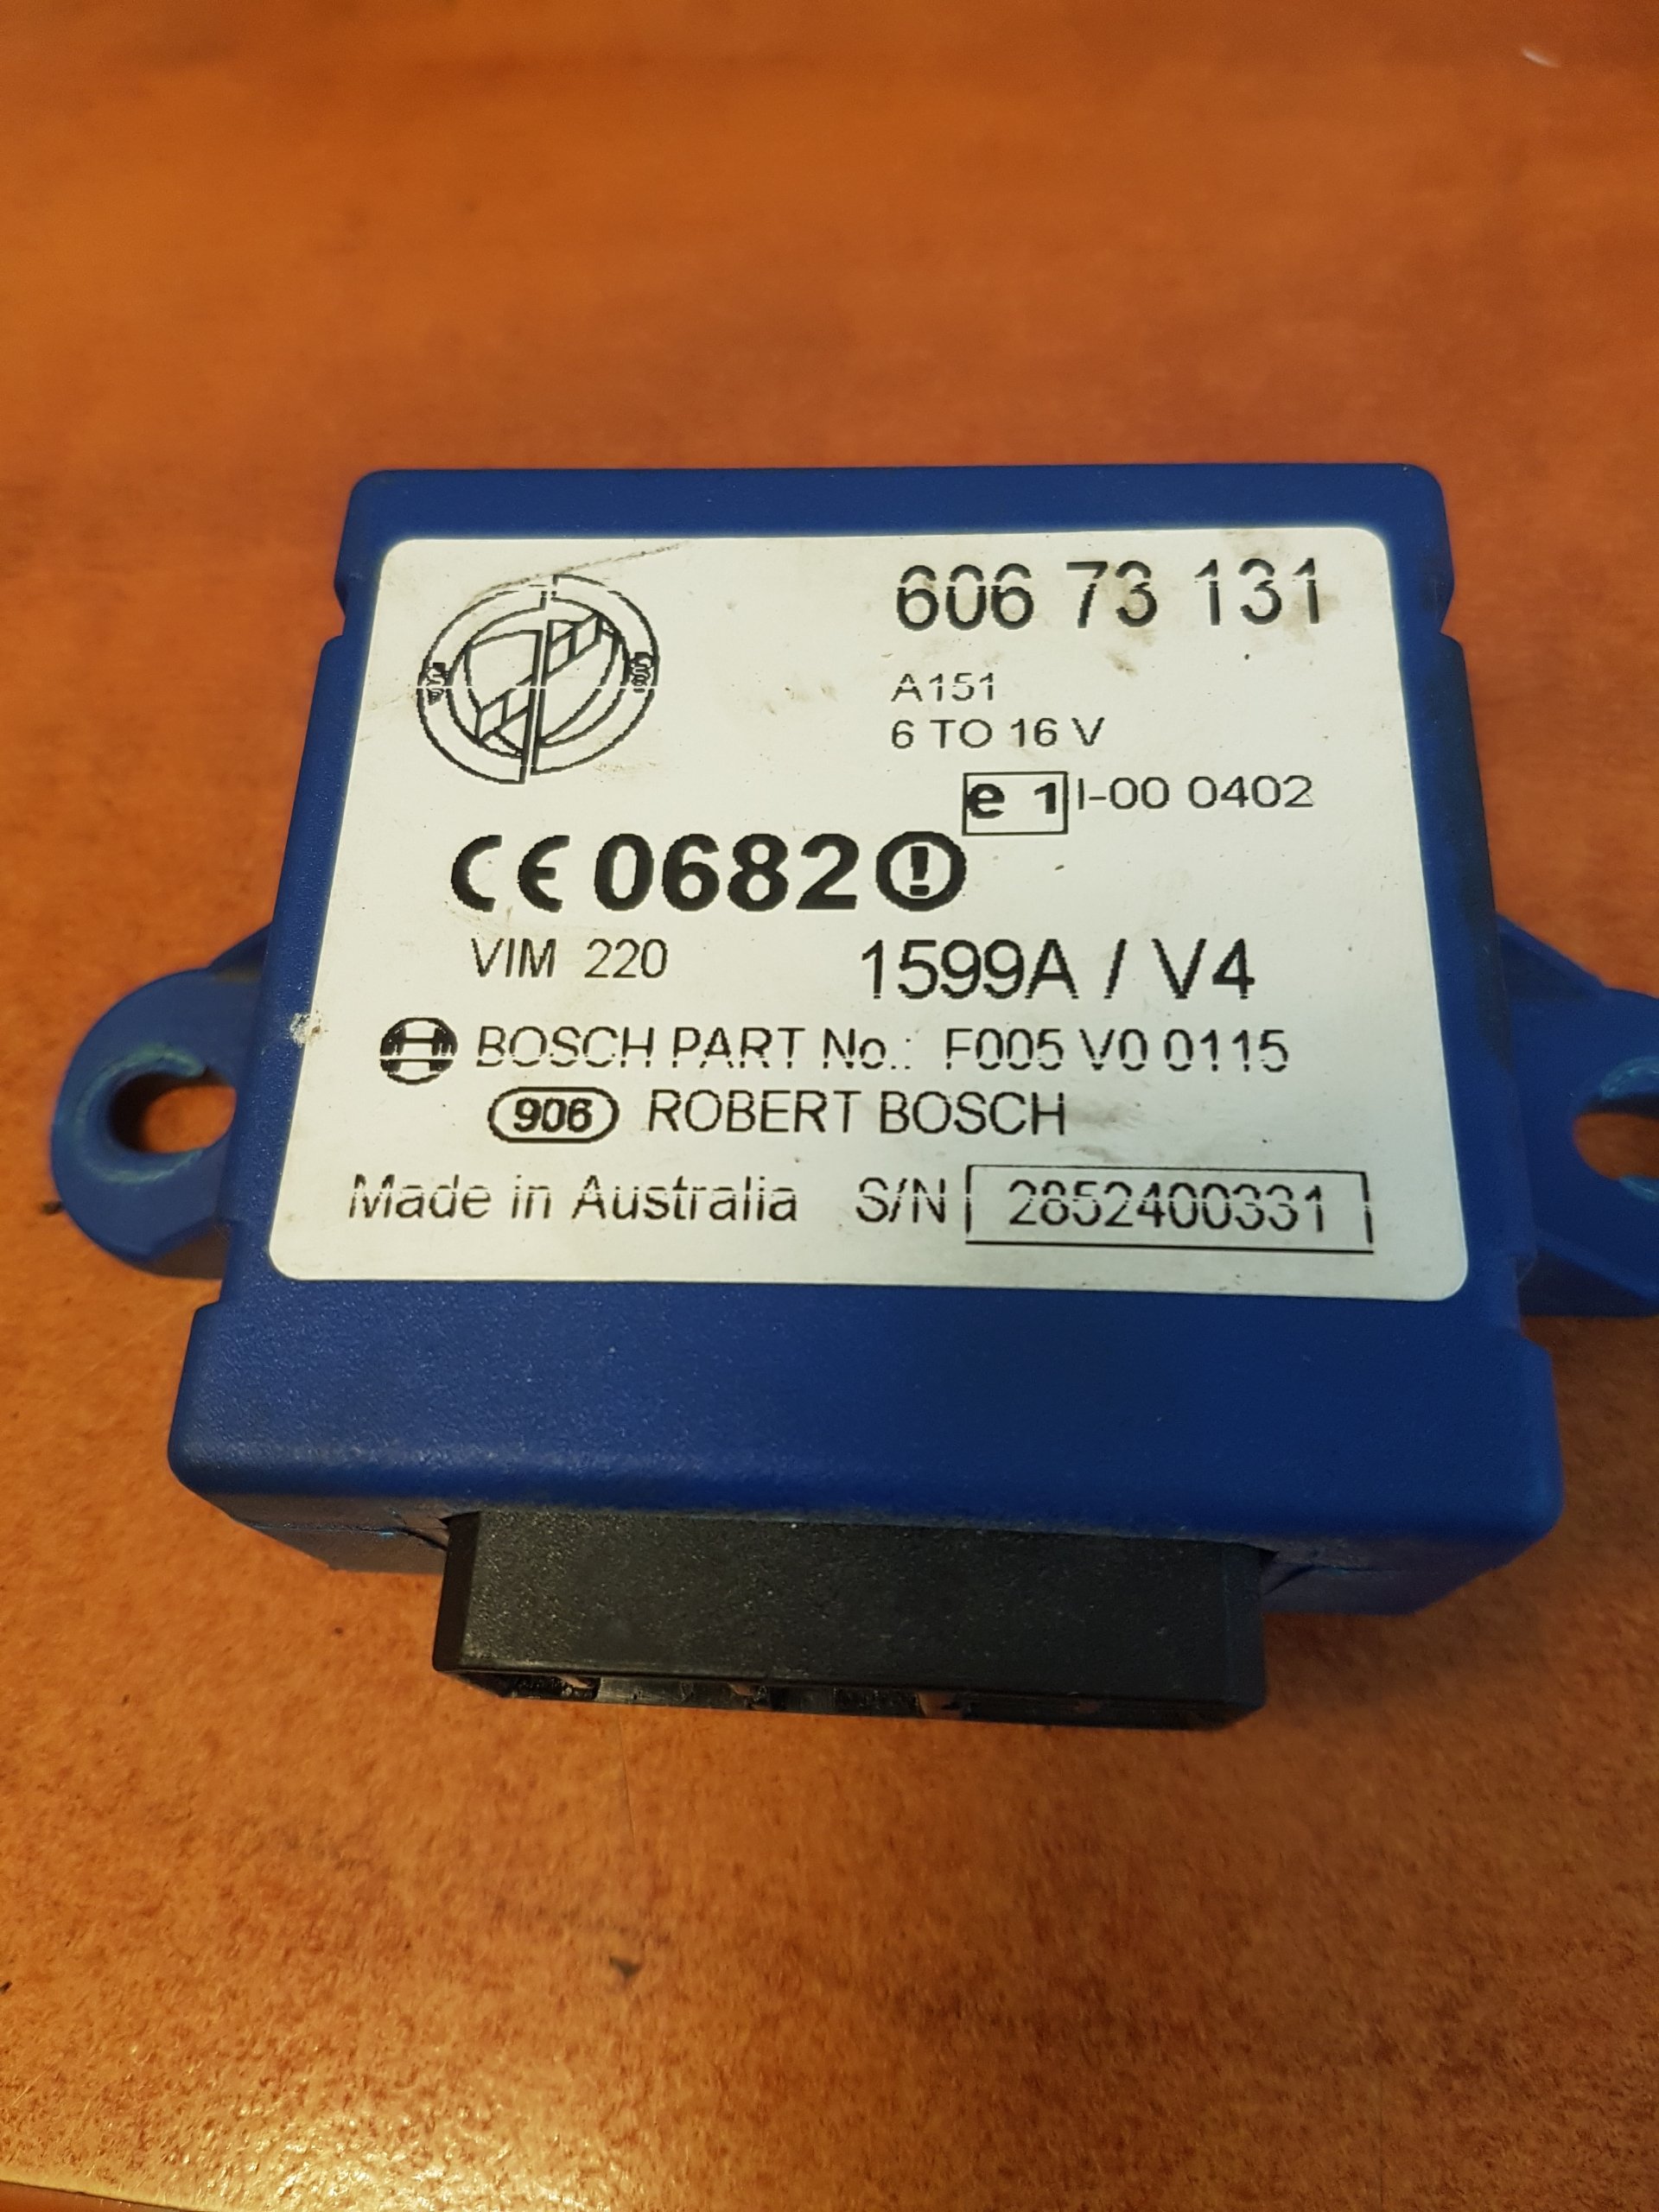 606 73 131
A151
6 TO 16 V
e 1 I-00 0402
CE 0682 !
VIM 220 1599A / V4
BOSCH PART No.: F005 V0 0115
906 ROBERT BOSCH
Made in Australia S/N 2852400331